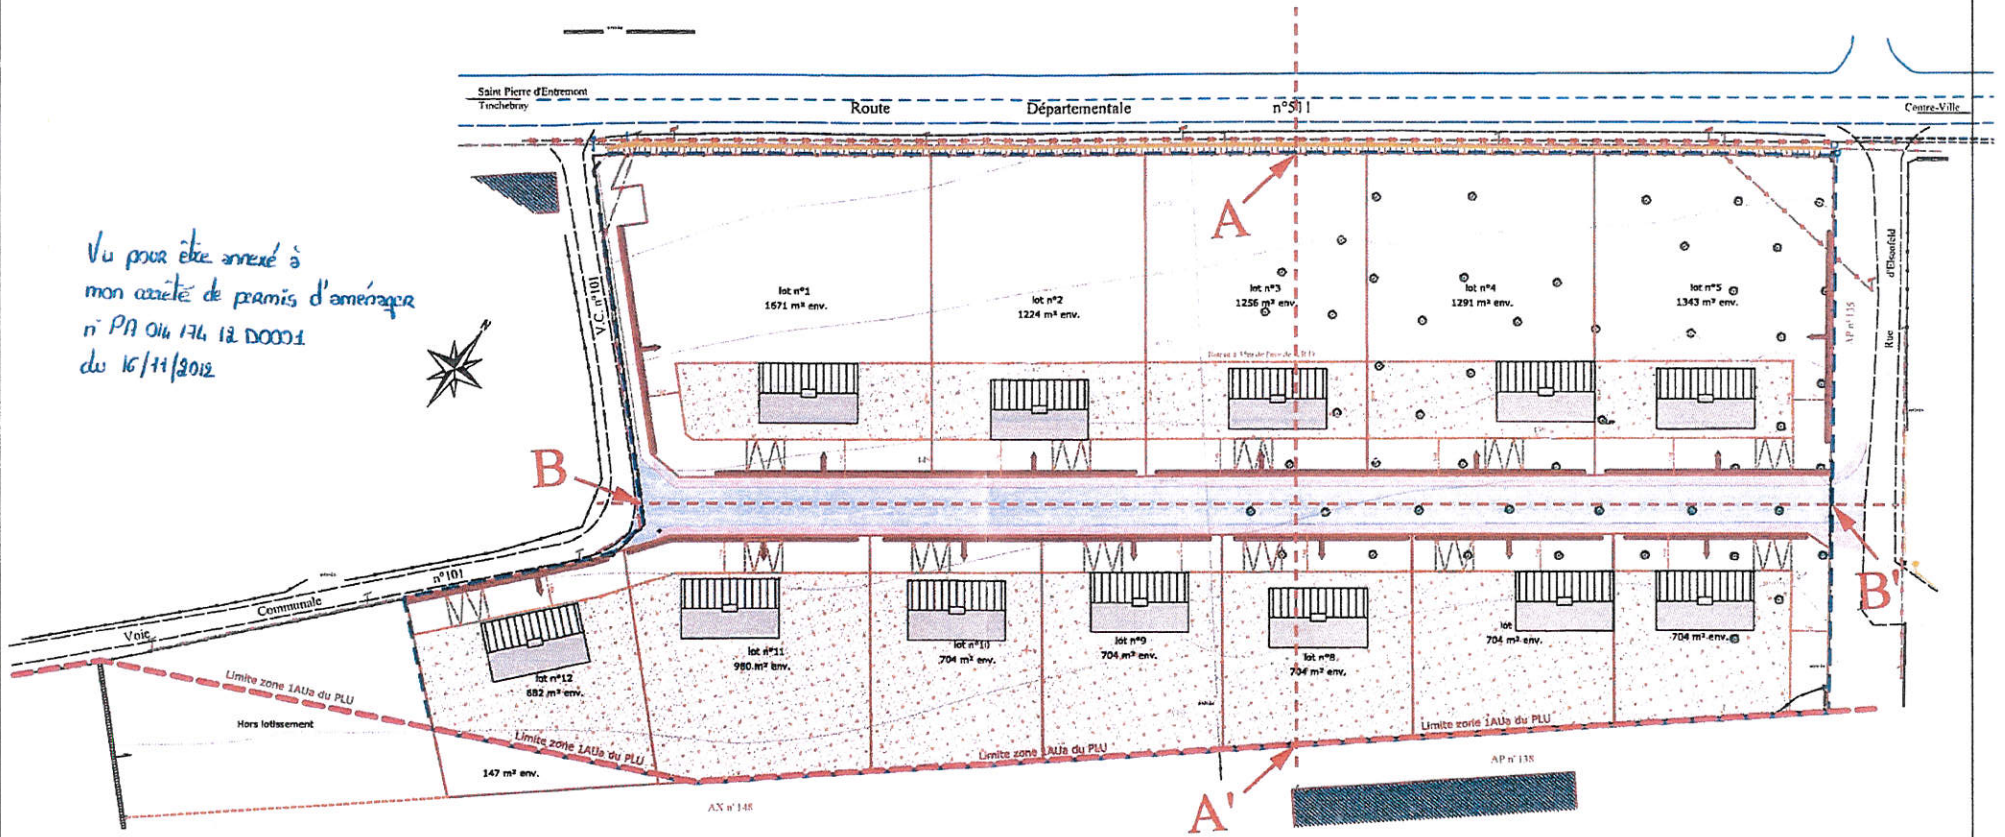 Saint Pierre d'Entremont
Tinchebray
Route Départementale n°511
Centre-Ville
Vu pour être annexé à
mon arrêté de permis d'aménager
n° PA 014 174 12 D0001
du 16/11/2012
N
V.C. n°101
A
lot n°1
1671 m² env.
lot n°2
1224 m² env.
lot n°3
1256 m² env.
lot n°4
1291 m² env.
lot n°5
1343 m² env.
AP n°135
Rue d'Elsenfeld
B
B'
Voie Communale n°101
lot n°12
682 m² env.
lot n°11
980 m² env.
lot n°10
704 m² env.
lot n°9
704 m² env.
lot n°8
704 m² env.
lot
704 m² env.
704 m² env.
Limite zone 1AUa du PLU
Hors lotissement
Limite zone 1AUa du PLU
Limite zone 1AUa du PLU
Limite zone 1AUa du PLU
147 m² env.
AX n°148
A'
AP n°138